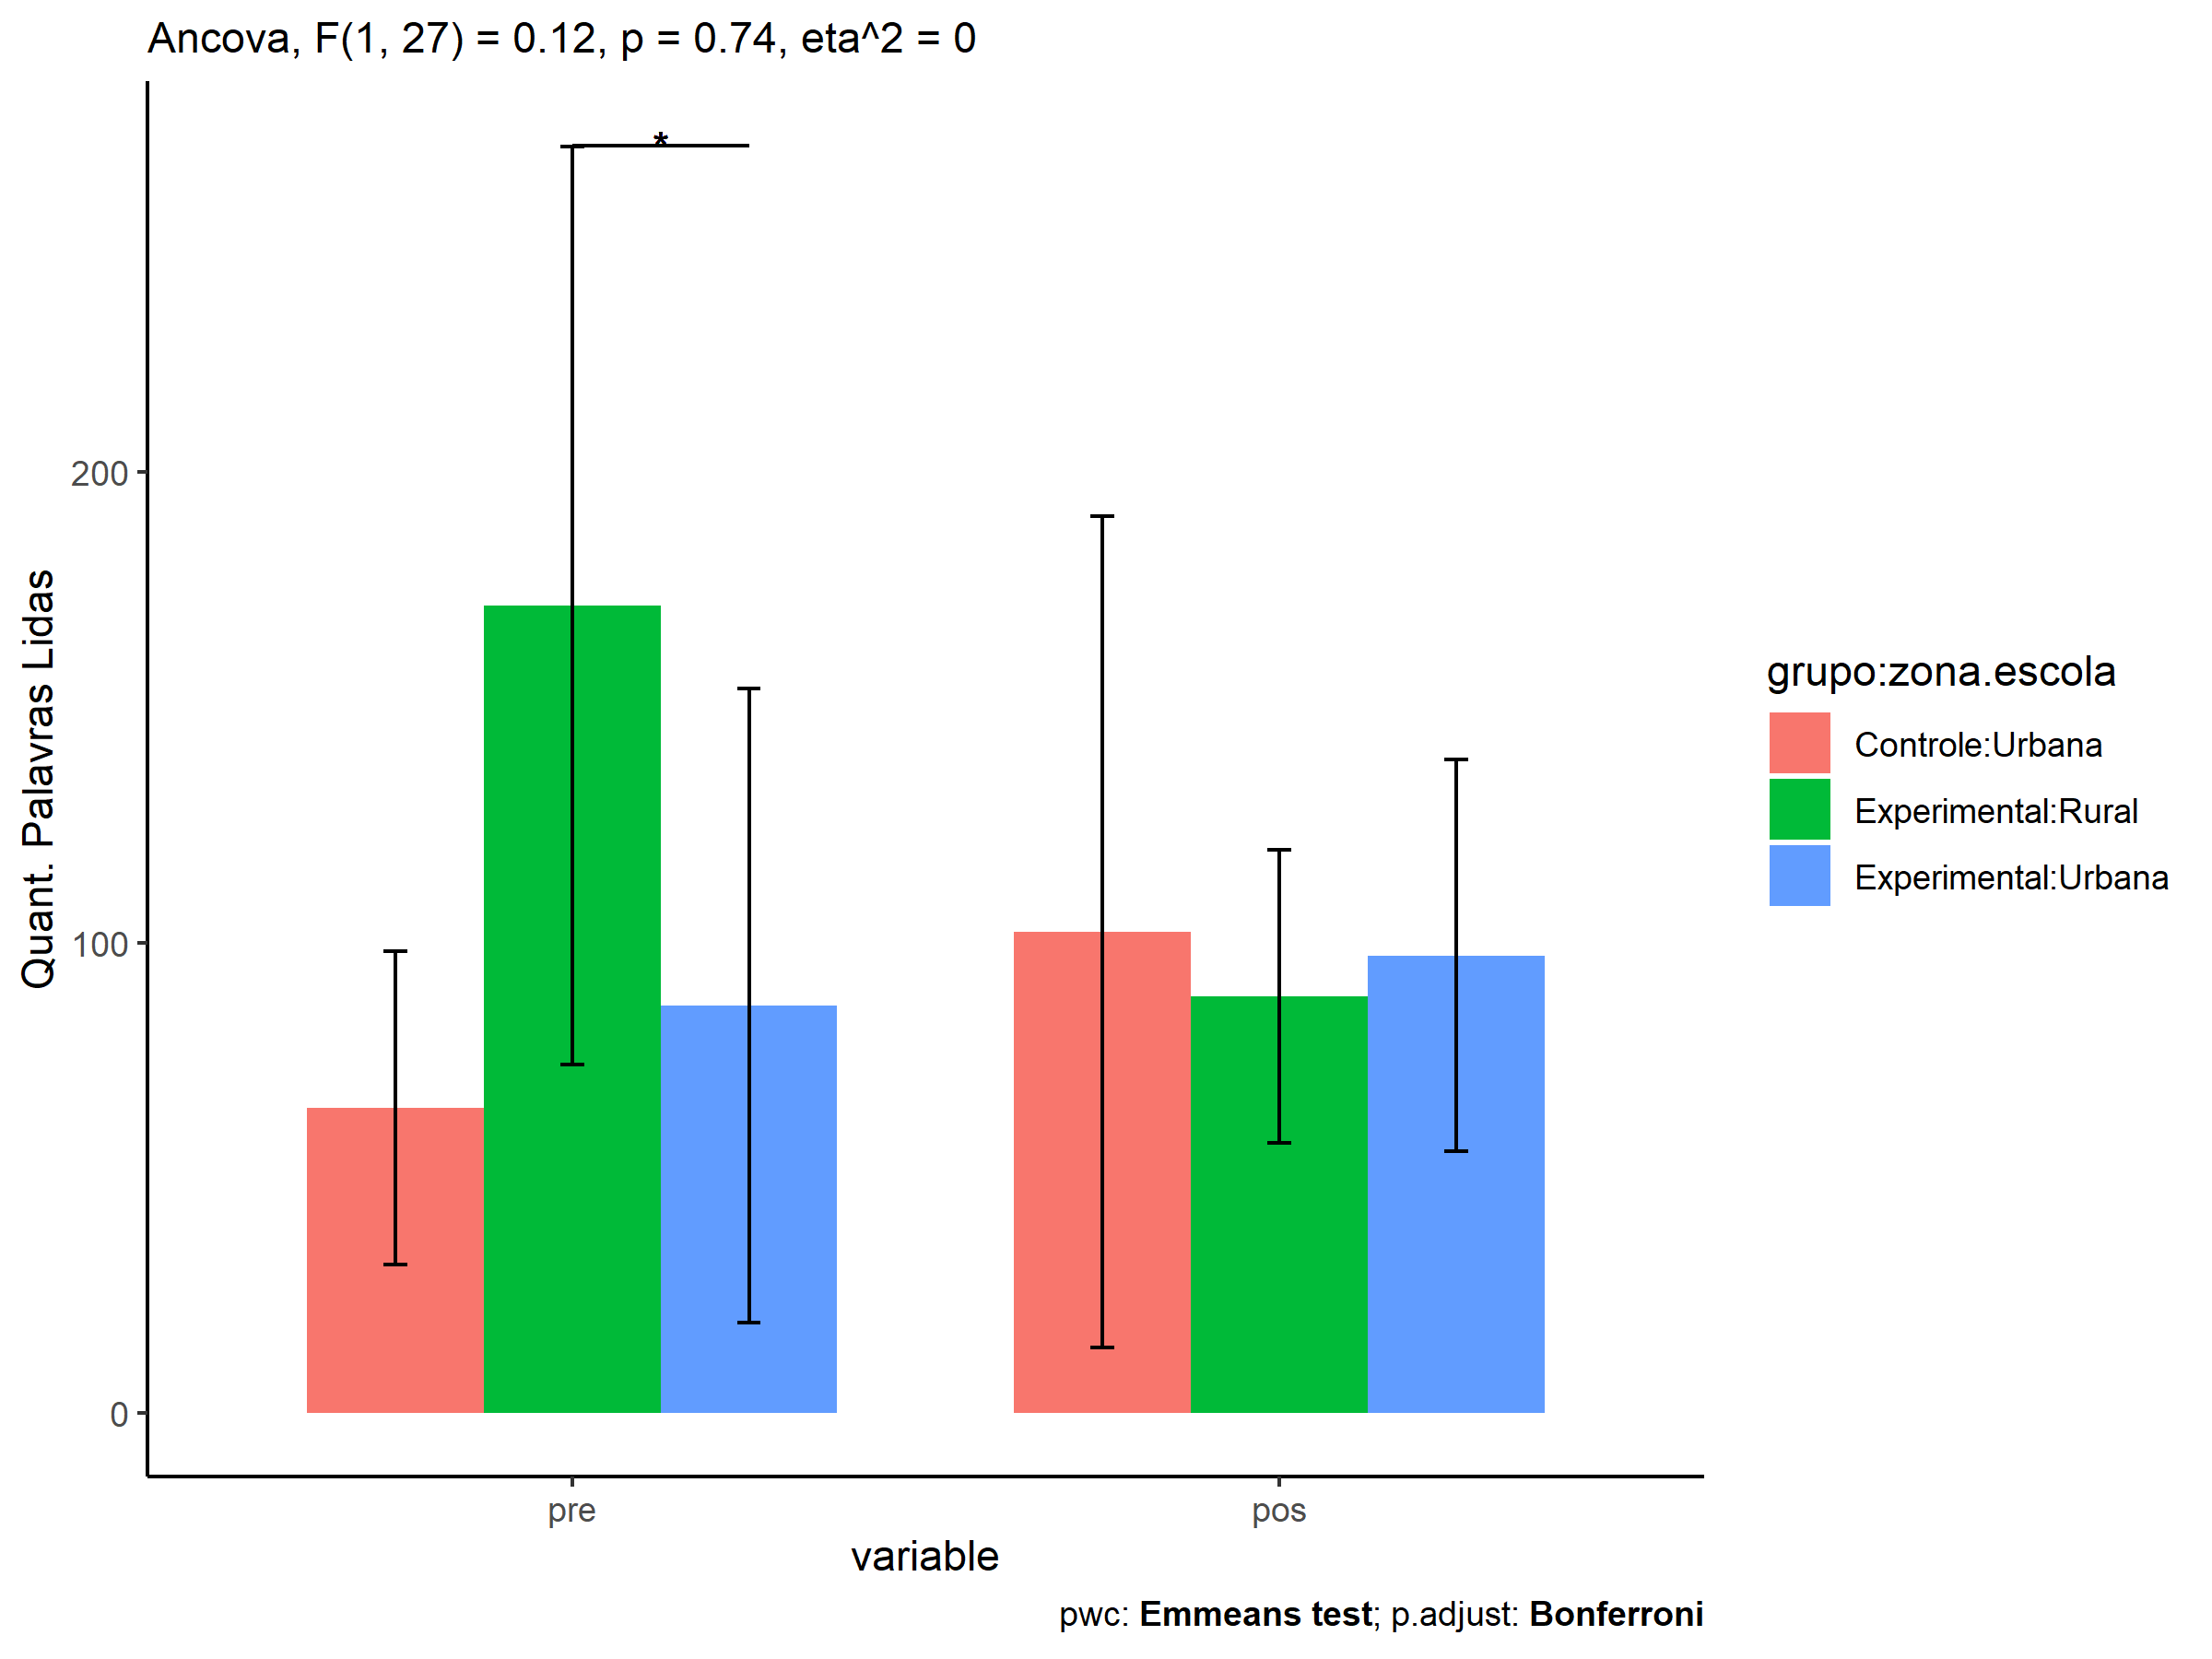 Ancova, F(1, 27) = 0.12, p = 0.74, eta^2 = 0
*
Quant. Palavras Lidas
200
100
0
pre
pos
variable
grupo:zona.escola
Controle:Urbana
Experimental:Rural
Experimental:Urbana
pwc: Emmeans test; p.adjust: Bonferroni